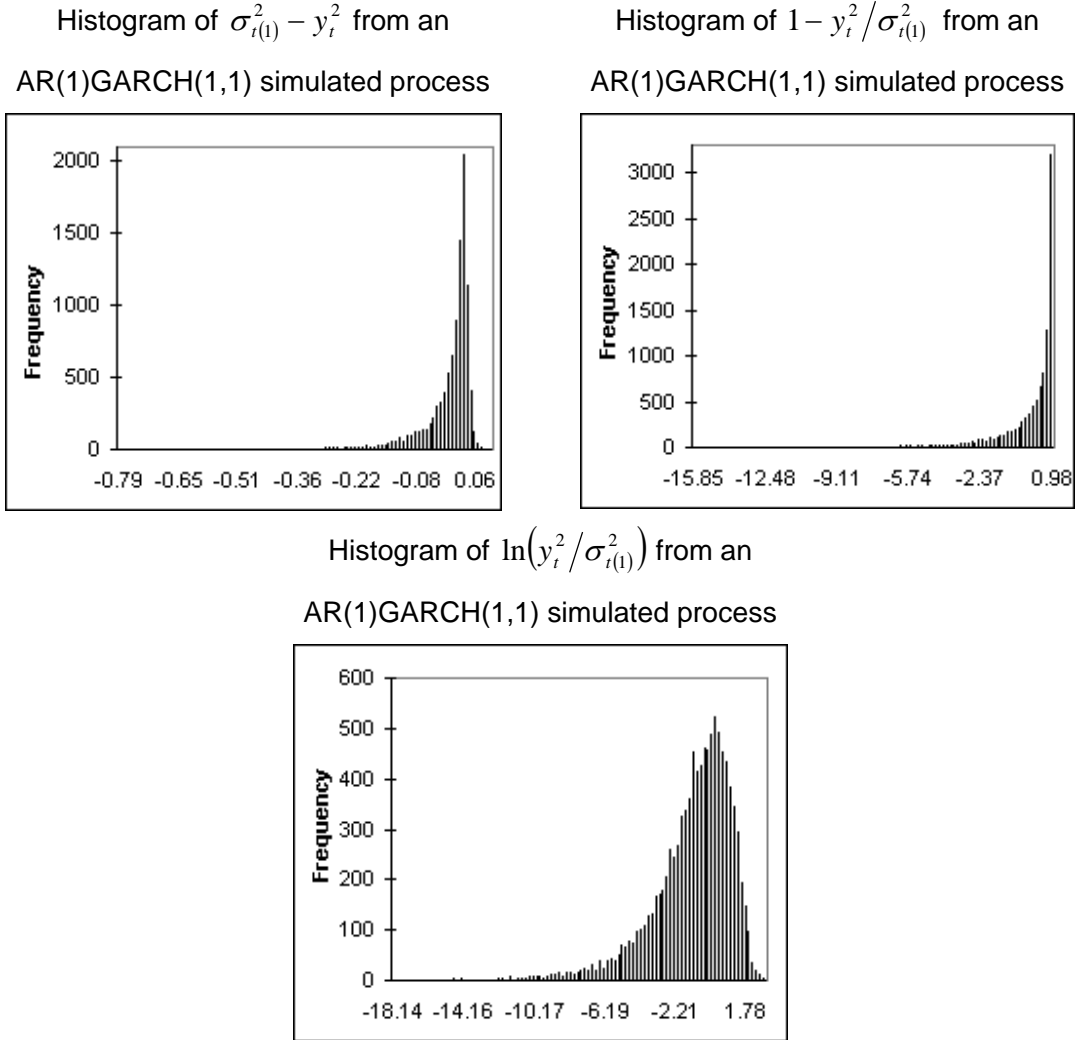 Histogram of σ²ₜ₍₁₎ − yₜ² from an
AR(1)GARCH(1,1) simulated process
Frequency
2000
1500
1000
500
0
-0.79 -0.65 -0.51 -0.36 -0.22 -0.08 0.06
Histogram of 1 − yₜ²/σ²ₜ₍₁₎ from an
AR(1)GARCH(1,1) simulated process
Frequency
3000
2500
2000
1500
1000
500
0
-15.85 -12.48 -9.11 -5.74 -2.37 0.98
Histogram of ln(yₜ²/σ²ₜ₍₁₎) from an
AR(1)GARCH(1,1) simulated process
Frequency
600
500
400
300
200
100
0
-18.14 -14.16 -10.17 -6.19 -2.21 1.78